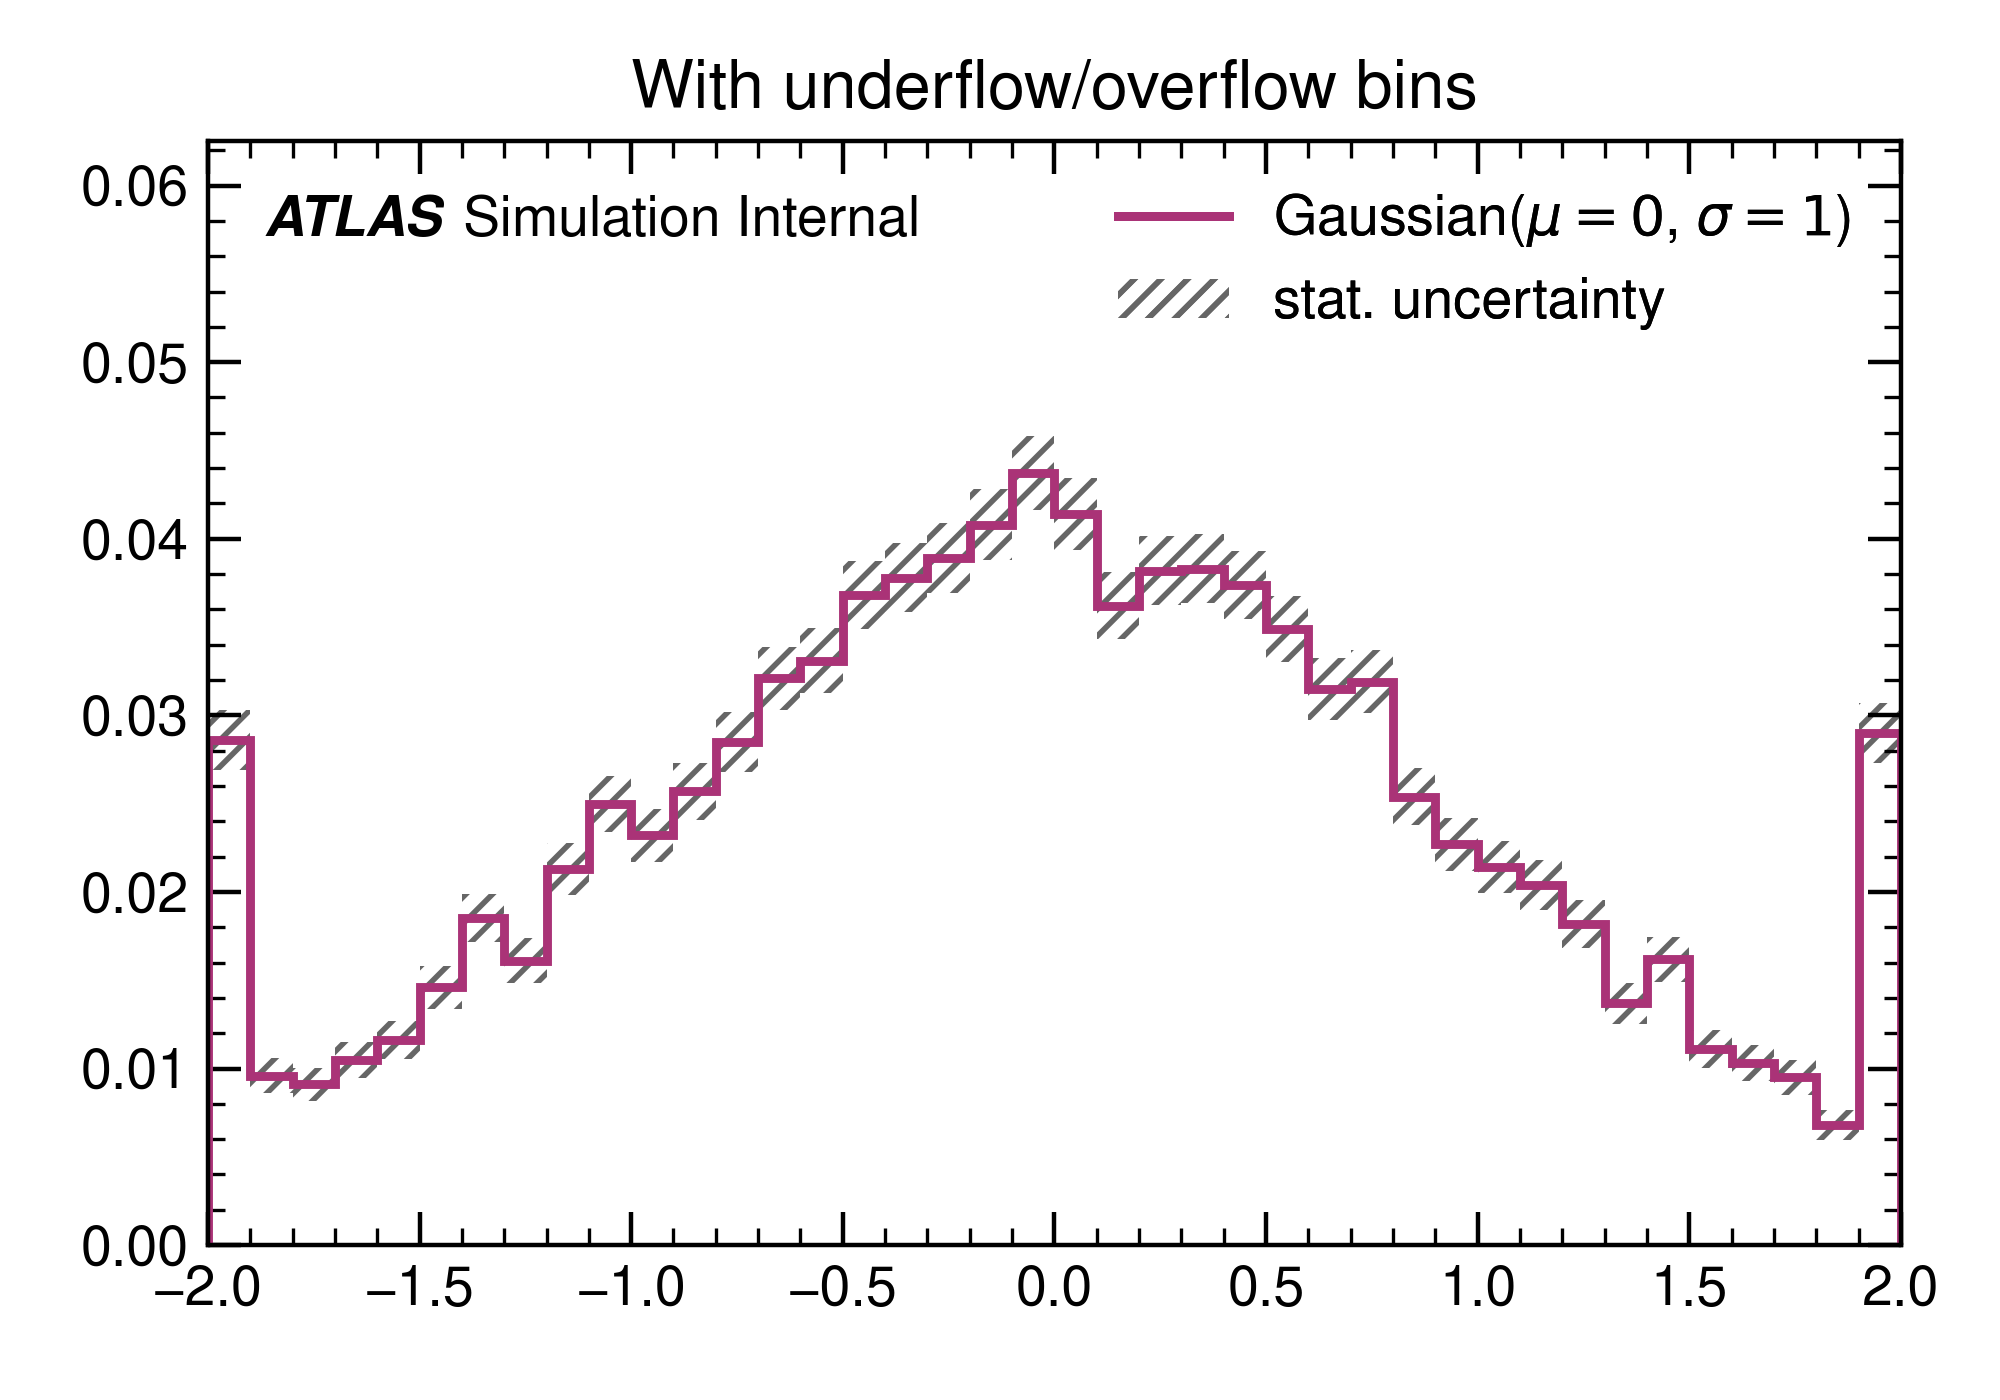 With underflow/overflow bins
ATLAS Simulation Internal
Gaussian(μ = 0, σ = 1)
stat. uncertainty
0.06
0.05
0.04
0.03
0.02
0.01
0.00
−2.0 −1.5 −1.0 −0.5 0.0 0.5 1.0 1.5 2.0